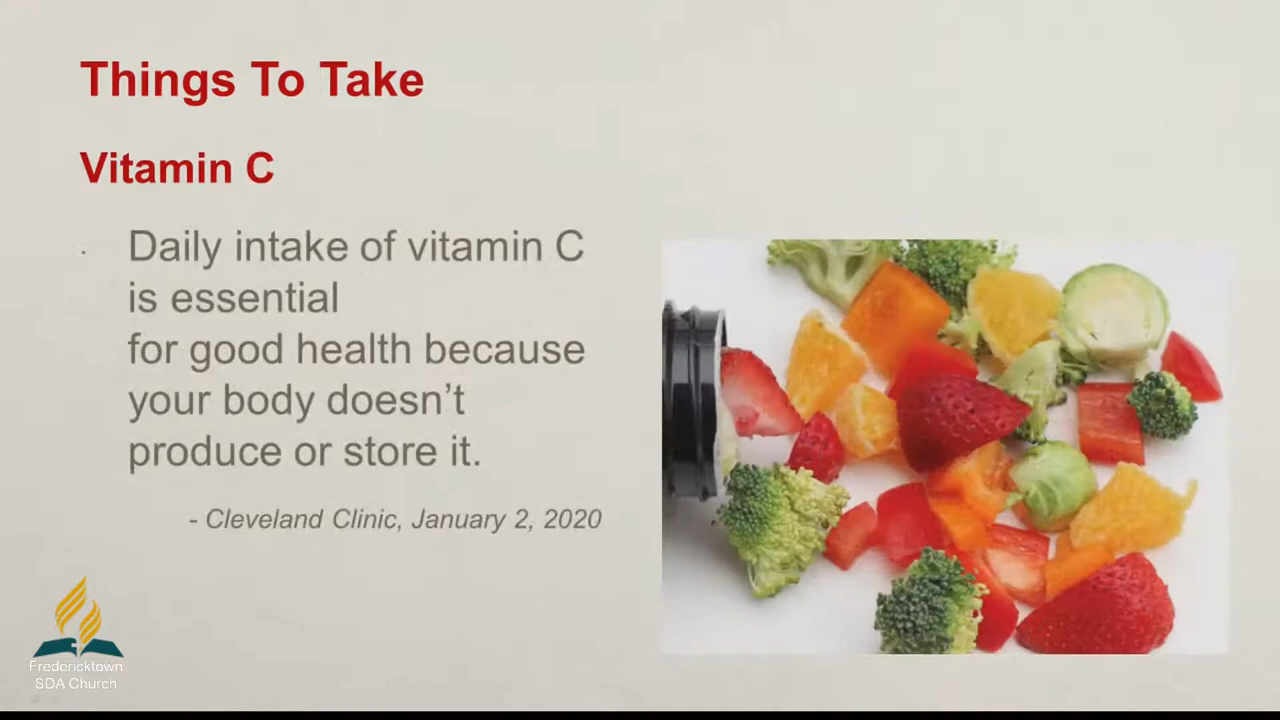 Things To Take
Vitamin C
· Daily intake of vitamin C
is essential
for good health because
your body doesn’t
produce or store it.
- Cleveland Clinic, January 2, 2020
Fredericktown
SDA Church